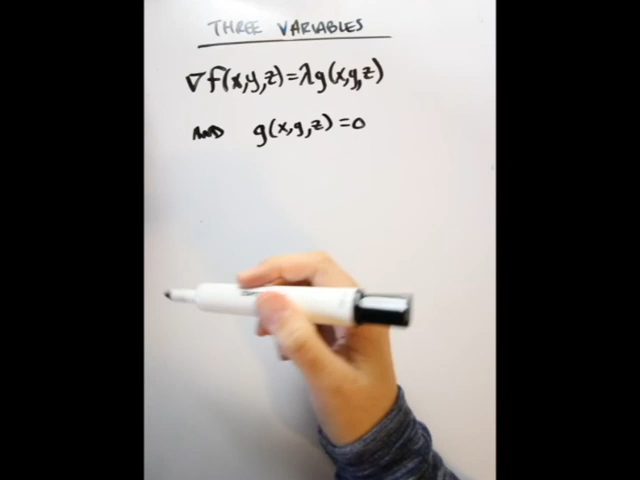 THREE VARIABLES
∇f(x,y,z)=λg(x,y,z)
AND g(x,y,z)=0